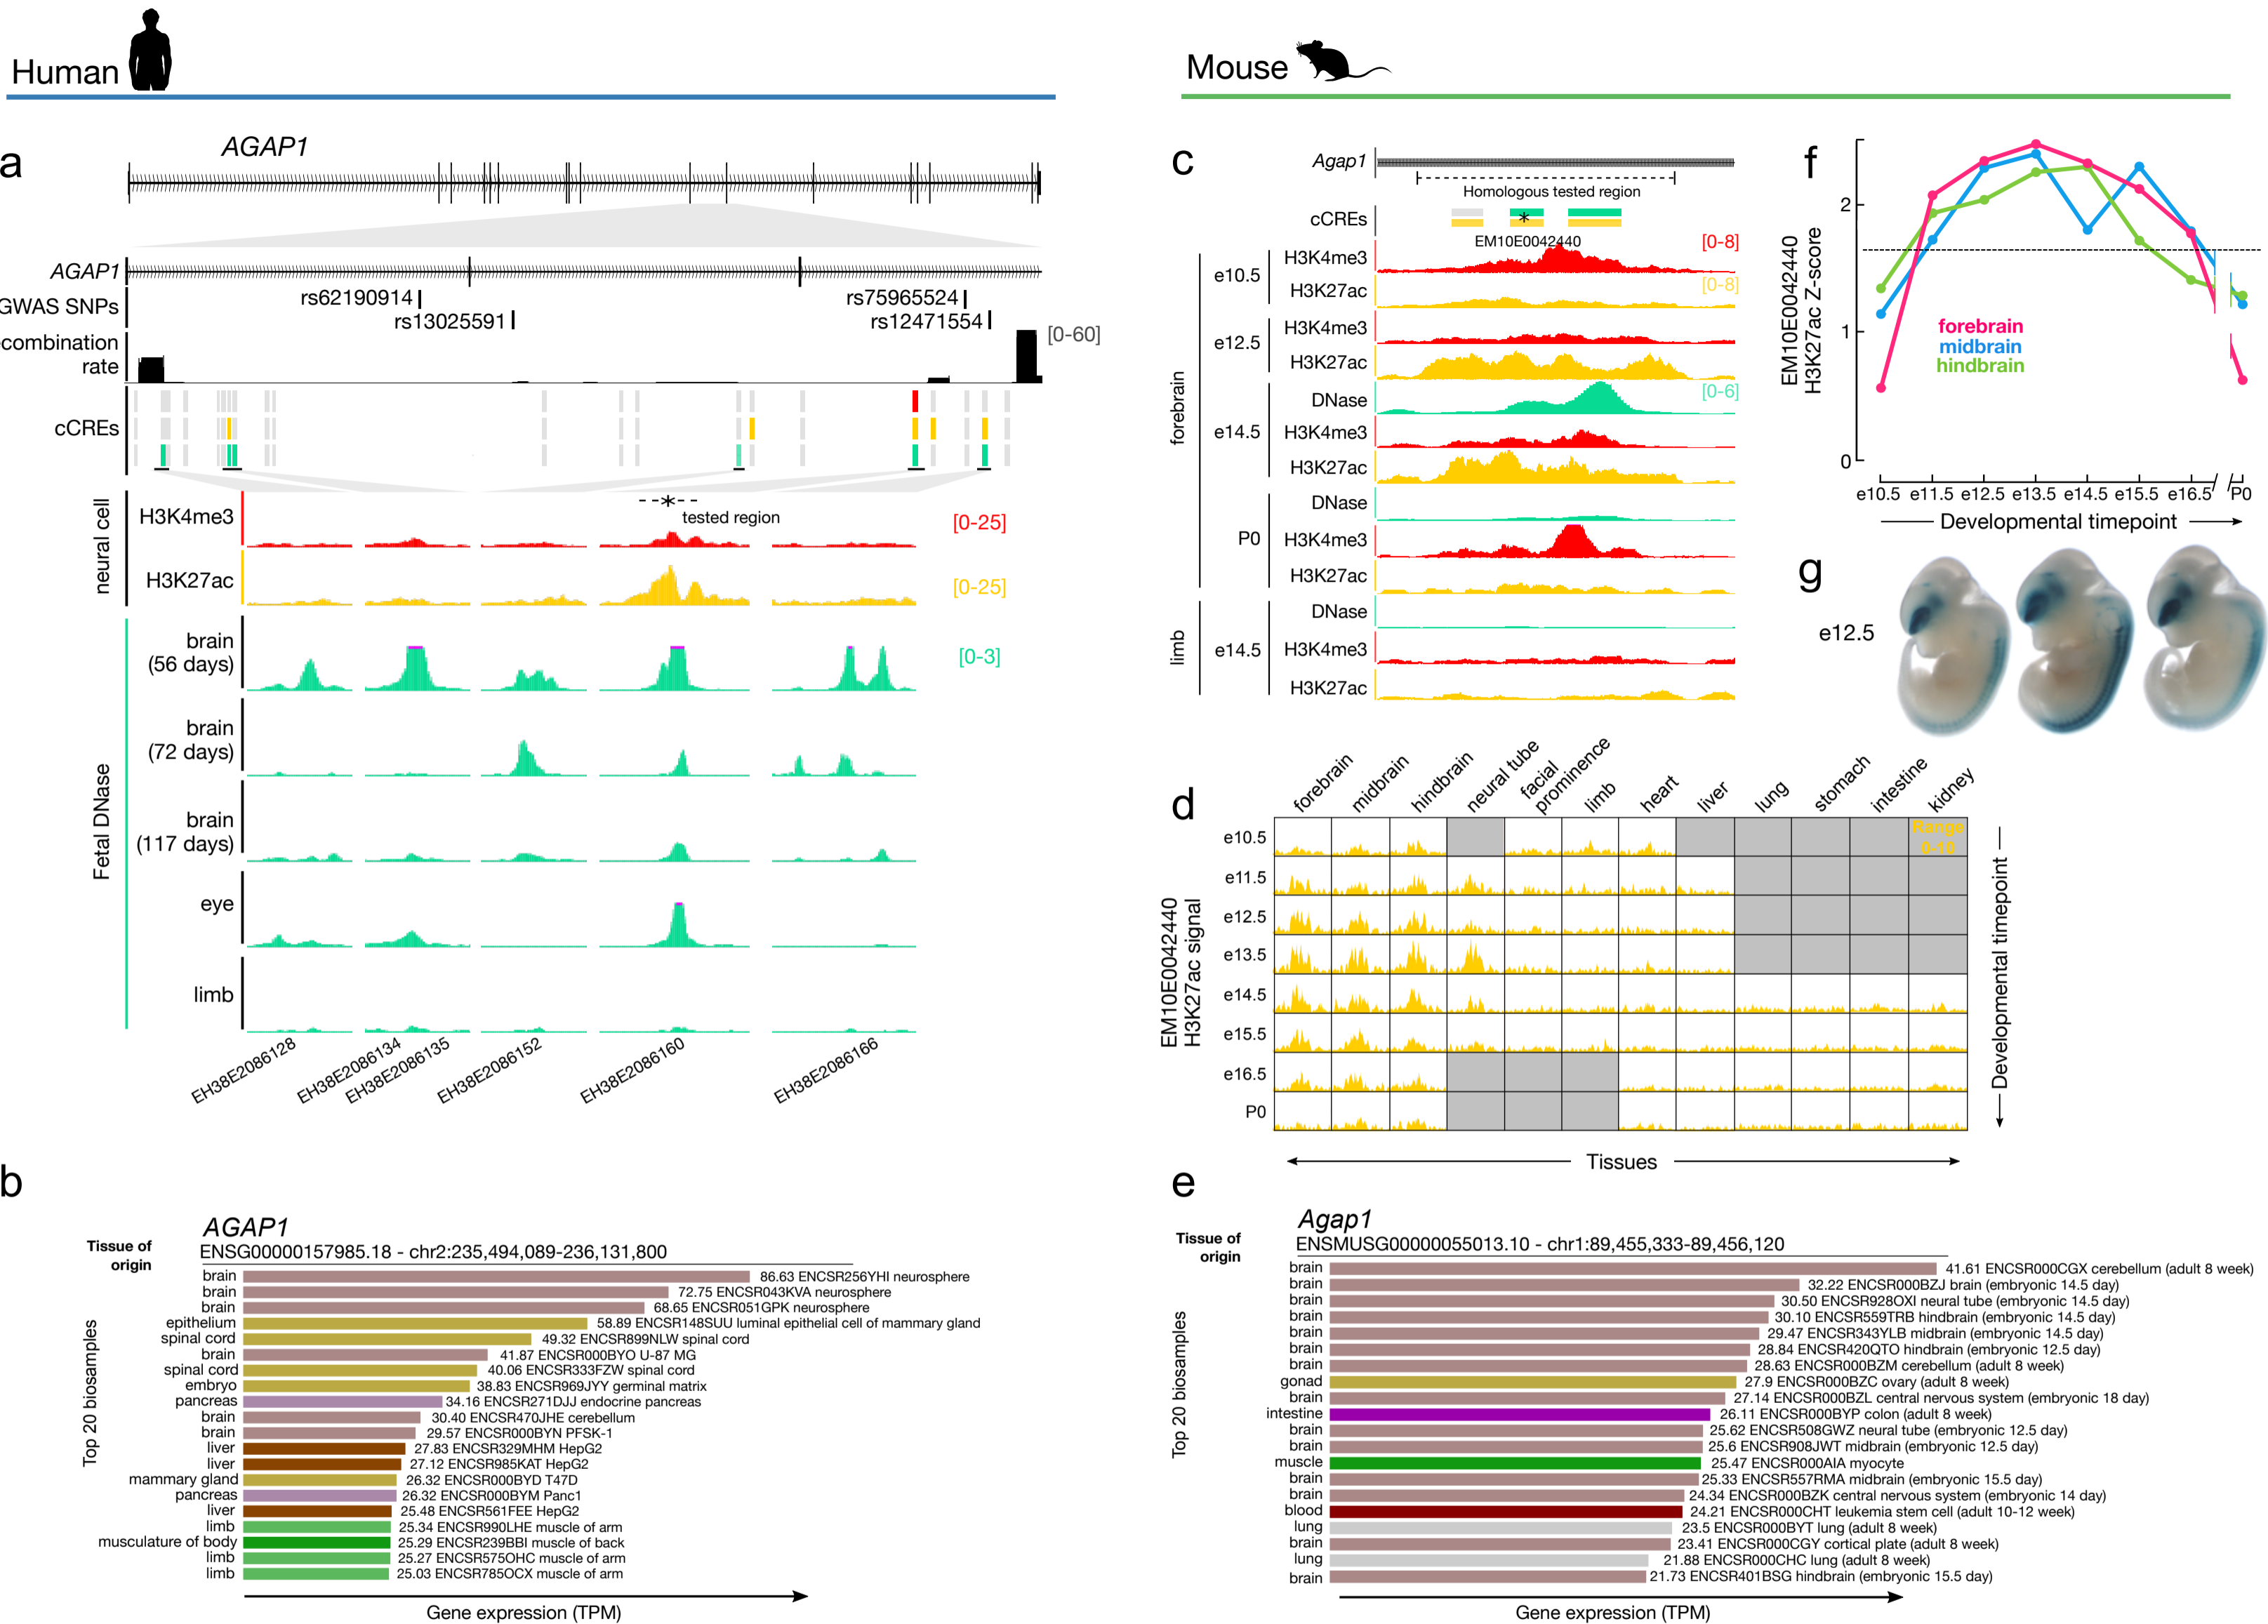 Human
Mouse
a
AGAP1
AGAP1
GWAS SNPs
rs62190914
rs75965524
rs13025591
rs12471554
combination
rate
[0-60]
cCREs
neural cell
H3K4me3
tested region
[0-25]
H3K27ac
[0-25]
Fetal DNase
brain
(56 days)
[0-3]
brain
(72 days)
brain
(117 days)
eye
limb
EH38E2086128
EH38E2086134
EH38E2086135
EH38E2086152
EH38E2086160
EH38E2086166
b
AGAP1
ENSG00000157985.18 - chr2:235,494,089-236,131,800
Tissue of
origin
Top 20 biosamples
brain 86.63 ENCSR256YHI neurosphere
brain 72.75 ENCSR043KVA neurosphere
brain 68.65 ENCSR051GPK neurosphere
epithelium 58.89 ENCSR148SUU luminal epithelial cell of mammary gland
spinal cord 49.32 ENCSR899NLW spinal cord
brain 41.87 ENCSR000BYO U-87 MG
spinal cord 40.06 ENCSR333FZW spinal cord
embryo 38.83 ENCSR969JYY germinal matrix
pancreas 34.16 ENCSR271DJJ endocrine pancreas
brain 30.40 ENCSR470JHE cerebellum
brain 29.57 ENCSR000BYN PFSK-1
liver 27.83 ENCSR329MHM HepG2
liver 27.12 ENCSR985KAT HepG2
mammary gland 26.32 ENCSR000BYD T47D
pancreas 26.32 ENCSR000BYM Panc1
liver 25.48 ENCSR561FEE HepG2
limb 25.34 ENCSR990LHE muscle of arm
musculature of body 25.29 ENCSR239BBI muscle of back
limb 25.27 ENCSR575OHC muscle of arm
limb 25.03 ENCSR785OCX muscle of arm
Gene expression (TPM)
c
Agap1
Homologous tested region
cCREs
*
EM10E0042440
forebrain
e10.5
H3K4me3
[0-8]
H3K27ac
[0-8]
e12.5
H3K4me3
H3K27ac
e14.5
DNase
[0-6]
H3K4me3
H3K27ac
P0
DNase
H3K4me3
H3K27ac
limb
e14.5
DNase
H3K4me3
H3K27ac
d
forebrain
midbrain
hindbrain
neural tube
facial
prominence
limb
heart
liver
lung
stomach
intestine
kidney
EM10E0042440
H3K27ac signal
e10.5
Range
0-10
e11.5
e12.5
e13.5
e14.5
e15.5
e16.5
P0
Developmental timepoint
Tissues
e
Agap1
ENSMUSG00000055013.10 - chr1:89,455,333-89,456,120
Tissue of
origin
Top 20 biosamples
brain 41.61 ENCSR000CGX cerebellum (adult 8 week)
brain 32.22 ENCSR000BZJ brain (embryonic 14.5 day)
brain 30.50 ENCSR928OXI neural tube (embryonic 14.5 day)
brain 30.10 ENCSR559TRB hindbrain (embryonic 14.5 day)
brain 29.47 ENCSR343YLB midbrain (embryonic 14.5 day)
brain 28.84 ENCSR420QTO hindbrain (embryonic 12.5 day)
brain 28.63 ENCSR000BZM cerebellum (adult 8 week)
gonad 27.9 ENCSR000BZC ovary (adult 8 week)
brain 27.14 ENCSR000BZL central nervous system (embryonic 18 day)
intestine 26.11 ENCSR000BYP colon (adult 8 week)
brain 25.62 ENCSR508GWZ neural tube (embryonic 12.5 day)
brain 25.6 ENCSR908JWT midbrain (embryonic 12.5 day)
muscle 25.47 ENCSR000AIA myocyte
brain 25.33 ENCSR557RMA midbrain (embryonic 15.5 day)
brain 24.34 ENCSR000BZK central nervous system (embryonic 14 day)
blood 24.21 ENCSR000CHT leukemia stem cell (adult 10-12 week)
lung 23.5 ENCSR000BYT lung (adult 8 week)
brain 23.41 ENCSR000CGY cortical plate (adult 8 week)
lung 21.88 ENCSR000CHC lung (adult 8 week)
brain 21.73 ENCSR401BSG hindbrain (embryonic 15.5 day)
Gene expression (TPM)
f
EM10E0042440
H3K27ac Z-score
2
1
0
forebrain
midbrain
hindbrain
e10.5 e11.5 e12.5 e13.5 e14.5 e15.5 e16.5 P0
Developmental timepoint
g
e12.5